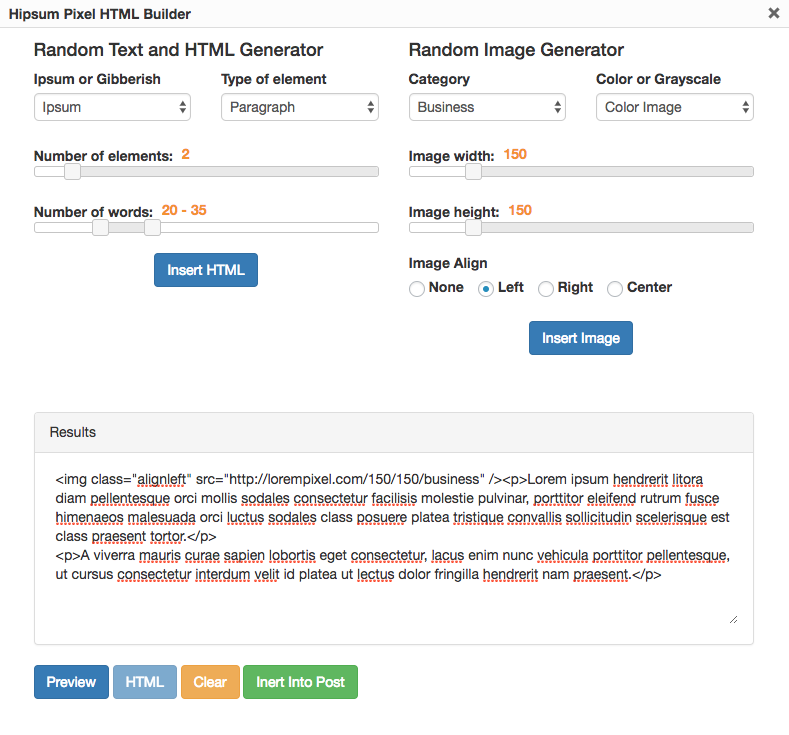 Hipsum Pixel HTML Builder
Random Text and HTML Generator
Ipsum or Gibberish Type of element
Ipsum Paragraph
Number of elements: 2
Number of words: 20 - 35
Insert HTML
Random Image Generator
Category Color or Grayscale
Business Color Image
Image width: 150
Image height: 150
Image Align
None Left Right Center
Insert Image
Results
<img class="alignleft" src="http://lorempixel.com/150/150/business" /><p>Lorem ipsum hendrerit litora
diam pellentesque orci mollis sodales consectetur facilisis molestie pulvinar, porttitor eleifend rutrum fusce
himenaeos malesuada orci luctus sodales class posuere platea tristique convallis sollicitudin scelerisque est
class praesent tortor.</p>
<p>A viverra mauris curae sapien lobortis eget consectetur, lacus enim nunc vehicula porttitor pellentesque,
ut cursus consectetur interdum velit id platea ut lectus dolor fringilla hendrerit nam praesent.</p>
Preview HTML Clear Inert Into Post